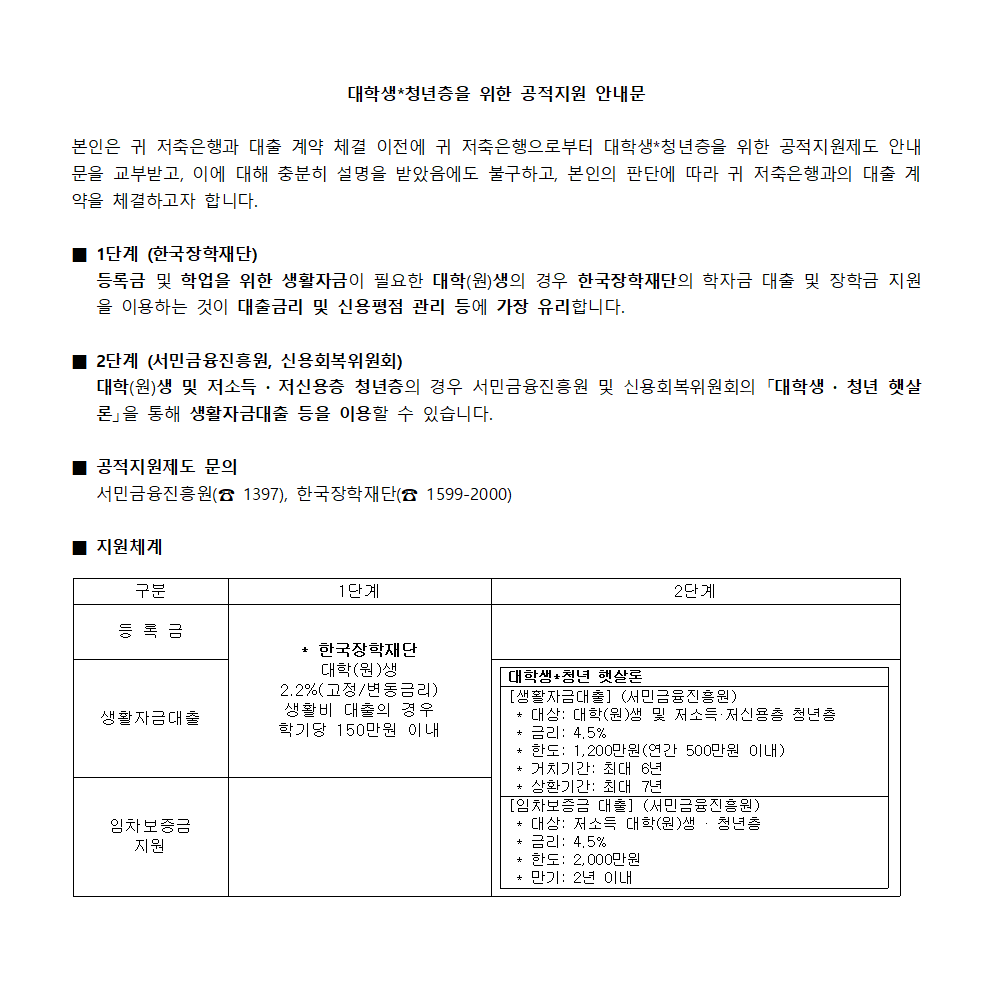 대학생*청년층을 위한 공적지원 안내문
본인은 귀 저축은행과 대출 계약 체결 이전에 귀 저축은행으로부터 대학생*청년층을 위한 공적지원제도 안내
문을 교부받고, 이에 대해 충분히 설명을 받았음에도 불구하고, 본인의 판단에 따라 귀 저축은행과의 대출 계
약을 체결하고자 합니다.
■ 1단계 (한국장학재단)
등록금 및 학업을 위한 생활자금이 필요한 대학(원)생의 경우 한국장학재단의 학자금 대출 및 장학금 지원
을 이용하는 것이 대출금리 및 신용평점 관리 등에 가장 유리합니다.
■ 2단계 (서민금융진흥원, 신용회복위원회)
대학(원)생 및 저소득·저신용층 청년층의 경우 서민금융진흥원 및 신용회복위원회의 「대학생·청년 햇살
론」을 통해 생활자금대출 등을 이용할 수 있습니다.
■ 공적지원제도 문의
서민금융진흥원(☎ 1397), 한국장학재단(☎ 1599-2000)
■ 지원체계
구분 1단계 2단계
등 록 금
* 한국장학재단
대학(원)생
2.2%(고정/변동금리)
생활비 대출의 경우
학기당 150만원 이내
생활자금대출
대학생*청년 햇살론
[생활자금대출] (서민금융진흥원)
* 대상: 대학(원)생 및 저소득·저신용층 청년층
* 금리: 4.5%
* 한도: 1,200만원(연간 500만원 이내)
* 거치기간: 최대 6년
* 상환기간: 최대 7년
임차보증금
지원
[임차보증금 대출] (서민금융진흥원)
* 대상: 저소득 대학(원)생 · 청년층
* 금리: 4.5%
* 한도: 2,000만원
* 만기: 2년 이내